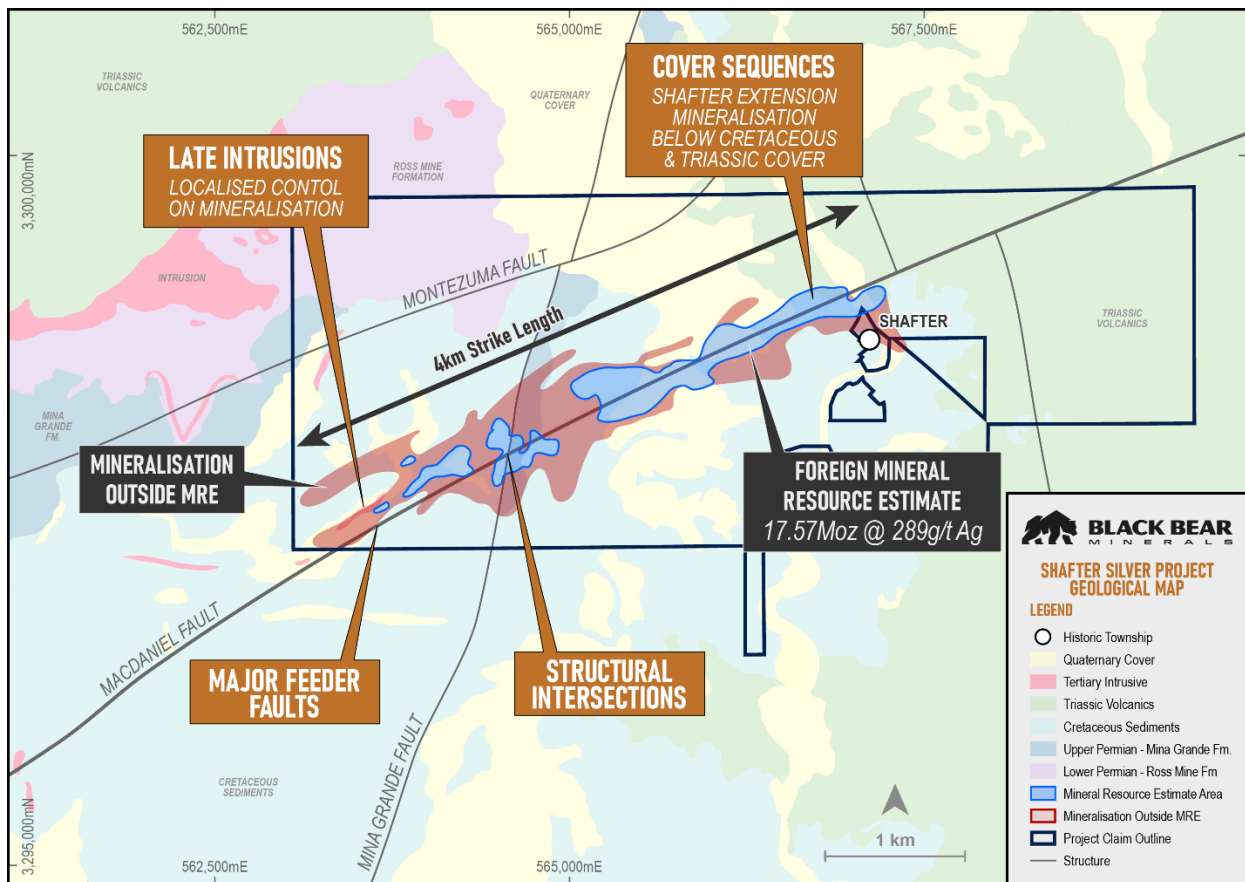 562,500mE
565,000mE
567,500mE
TRIASSIC
VOLCANICS
QUATERNARY
COVER
COVER SEQUENCES
SHAFTER EXTENSION
MINERALISATION
BELOW CRETACEOUS
& TRIASSIC COVER
LATE INTRUSIONS
LOCALISED CONTOL
ON MINERALISATION
ROSS MINE
FORMATION
3,300,000mN
INTRUSION
MONTEZUMA FAULT
4km Strike Length
SHAFTER
TRIASSIC
VOLCANICS
MINA
GRANDE
FM.
MINERALISATION
OUTSIDE MRE
FOREIGN MINERAL
RESOURCE ESTIMATE
17.57Moz @ 289g/t Ag
MACDANIEL FAULT
MAJOR FEEDER
FAULTS
STRUCTURAL
INTERSECTIONS
MINA GRANDE FAULT
CRETACEOUS
SEDIMENTS
3,295,000mN
562,500mE
565,000mE
1 km
BLACK BEAR
MINERALS
SHAFTER SILVER PROJECT
GEOLOGICAL MAP
LEGEND
Historic Township
Quaternary Cover
Tertiary Intrusive
Triassic Volcanics
Cretaceous Sediments
Upper Permian - Mina Grande Fm.
Lower Permian - Ross Mine Fm
Mineral Resource Estimate Area
Mineralisation Outside MRE
Project Claim Outline
Structure